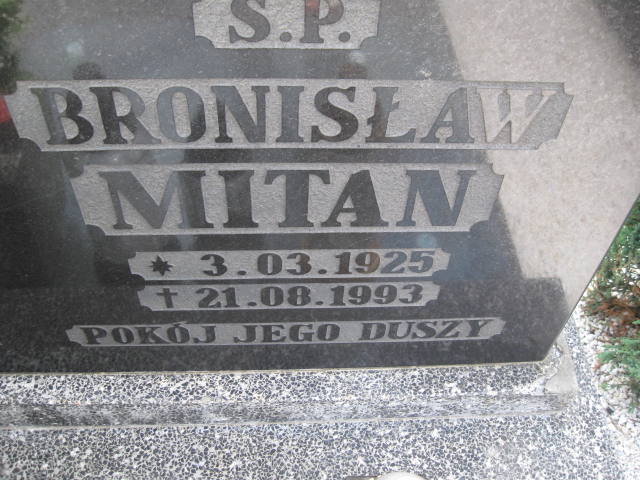 Ś.P.
BRONISŁAW
MITAN
* 3.03.1925
† 21.08.1993
POKÓJ JEGO DUSZY